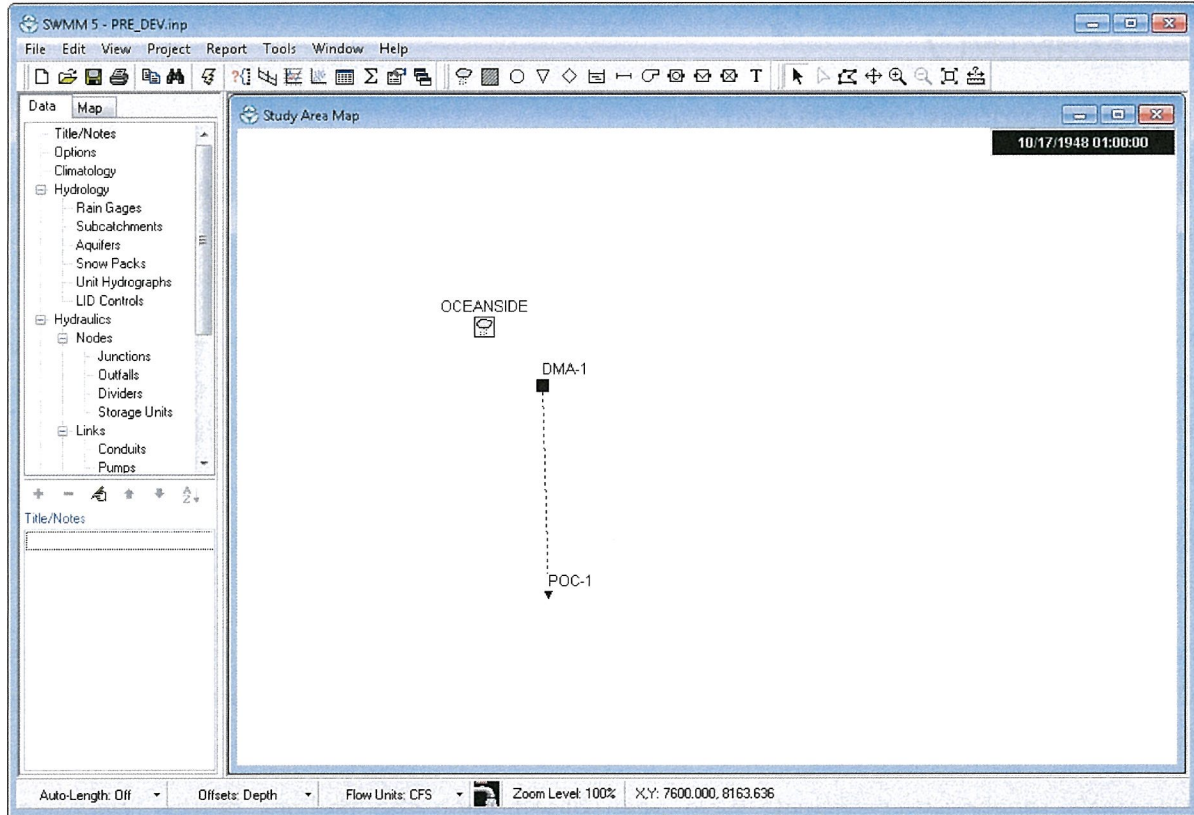 SWMM 5 - PRE_DEV.inp
File Edit View Project Report Tools Window Help
Data Map
Title/Notes
Options
Climatology
Hydrology
Rain Gages
Subcatchments
Aquifers
Snow Packs
Unit Hydrographs
LID Controls
Hydraulics
Nodes
Junctions
Outfalls
Dividers
Storage Units
Links
Conduits
Pumps
Title/Notes
Study Area Map
10/17/1948 01:00:00
OCEANSIDE
DMA-1
POC-1
Auto-Length: Off Offsets: Depth Flow Units: CFS Zoom Level: 100% X,Y: 7600.000, 8163.636